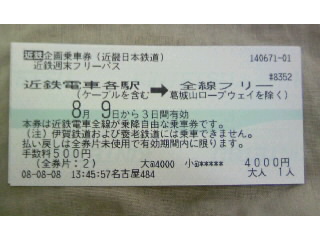 近鉄 企画乗車券(近畿日本鉄道)
近鉄週末フリーパス
140671-01
#8352
近鉄電車各駅 → 全線フリー
(ケーブルを含む 葛城山ロープウェイを除く)
8月 9日から3日間有効
本券は近鉄電車全線が乗降自由な乗車券です。
(注)伊賀鉄道および養老鉄道には乗車できません。
払い戻しは全券片未使用で有効期間内に限ります。
手数料500円
(全券片:2) 大@4000 小@***** 4000円
08-08-08 13:45:57名古屋484 大人 1人